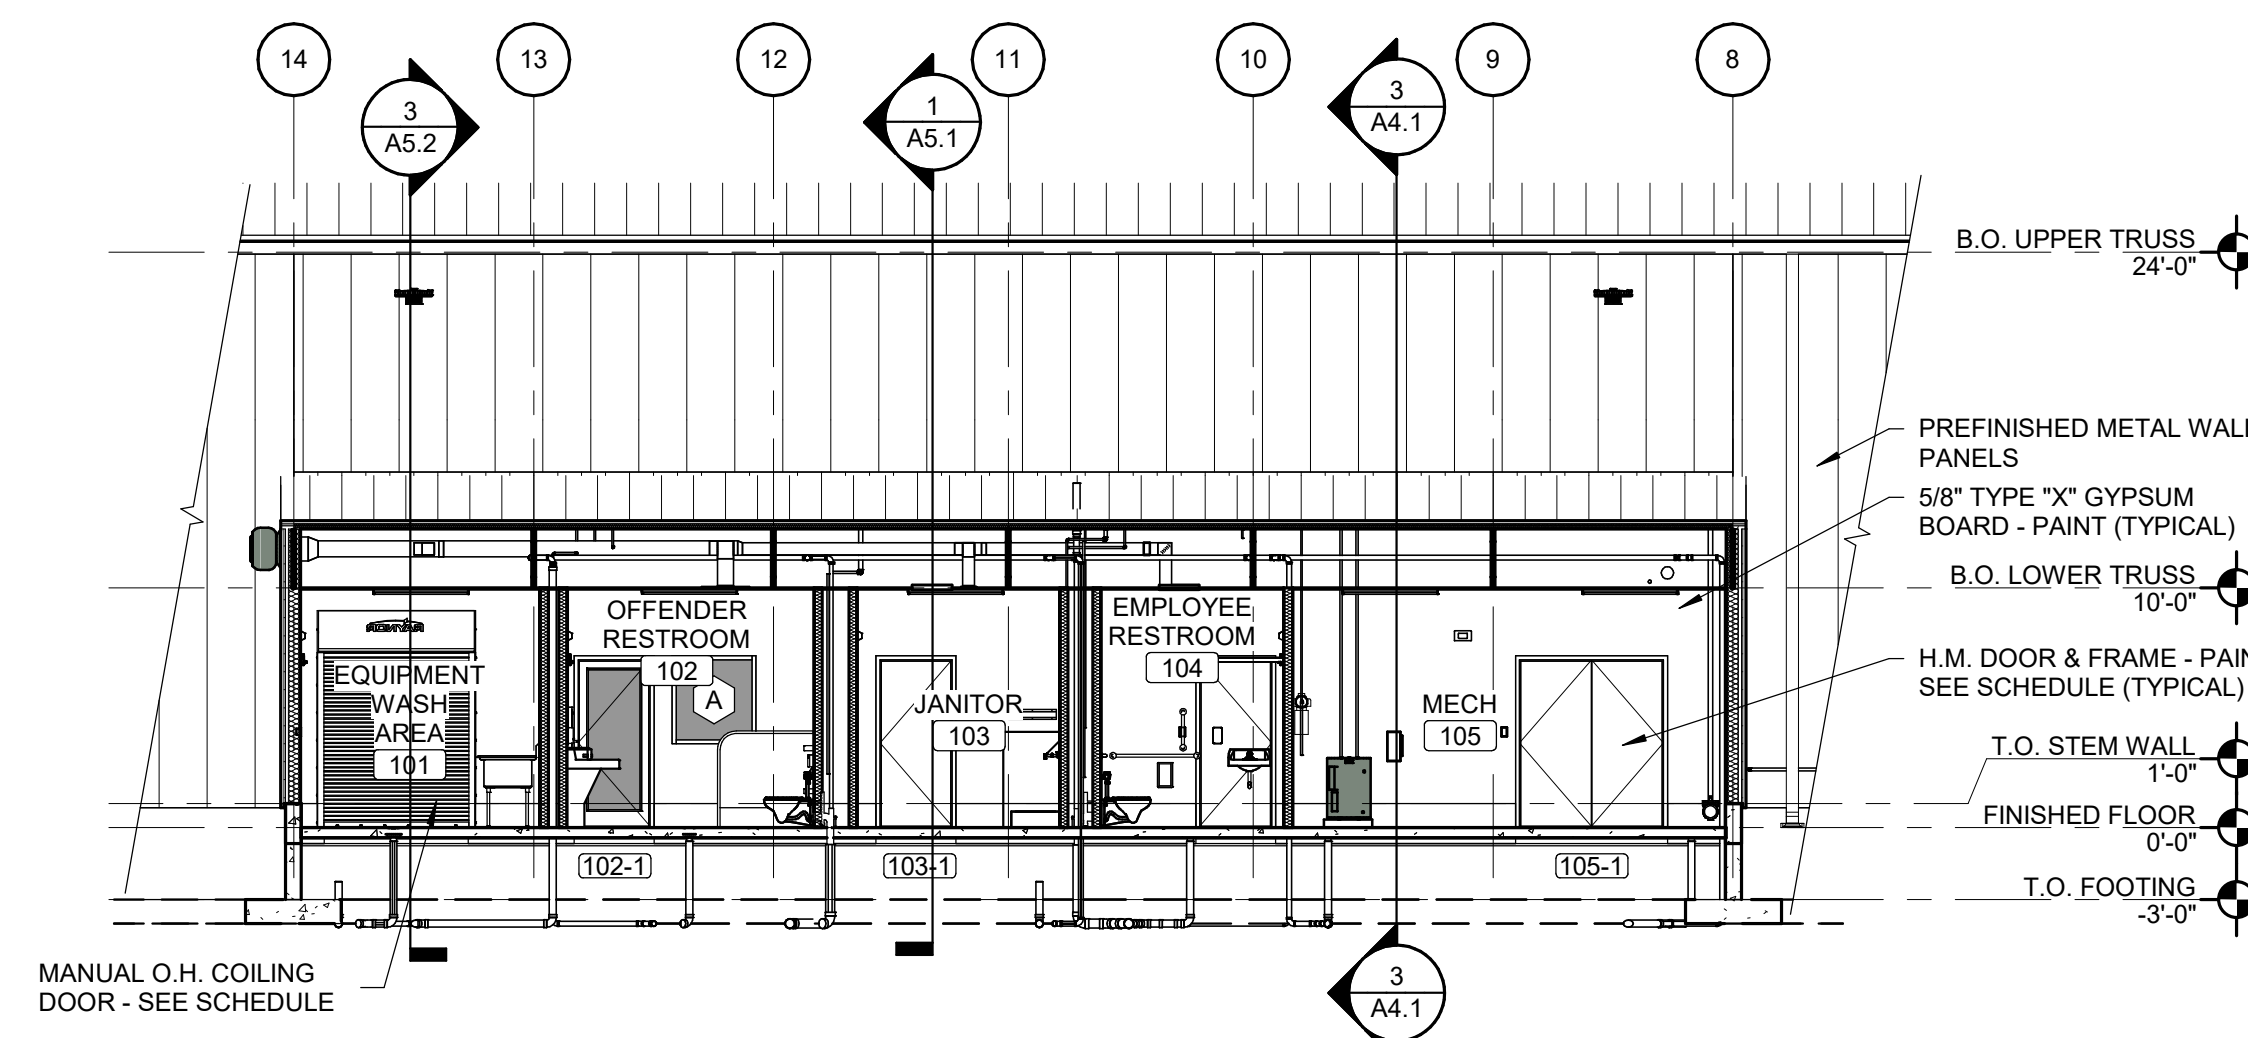 14
13
12
11
10
9
8
3
A5.2
1
A5.1
3
A4.1
B.O. UPPER TRUSS
24'-0"
PREFINISHED METAL WALL
PANELS
5/8" TYPE "X" GYPSUM
BOARD - PAINT (TYPICAL)
B.O. LOWER TRUSS
10'-0"
H.M. DOOR & FRAME - PAIN
SEE SCHEDULE (TYPICAL)
T.O. STEM WALL
1'-0"
FINISHED FLOOR
0'-0"
T.O. FOOTING
-3'-0"
EQUIPMENT
WASH
AREA
101
OFFENDER
RESTROOM
102
A
JANITOR
103
EMPLOYEE
RESTROOM
104
MECH
105
RAYNOR
102-1
103-1
105-1
MANUAL O.H. COILING
DOOR - SEE SCHEDULE
3
A4.1